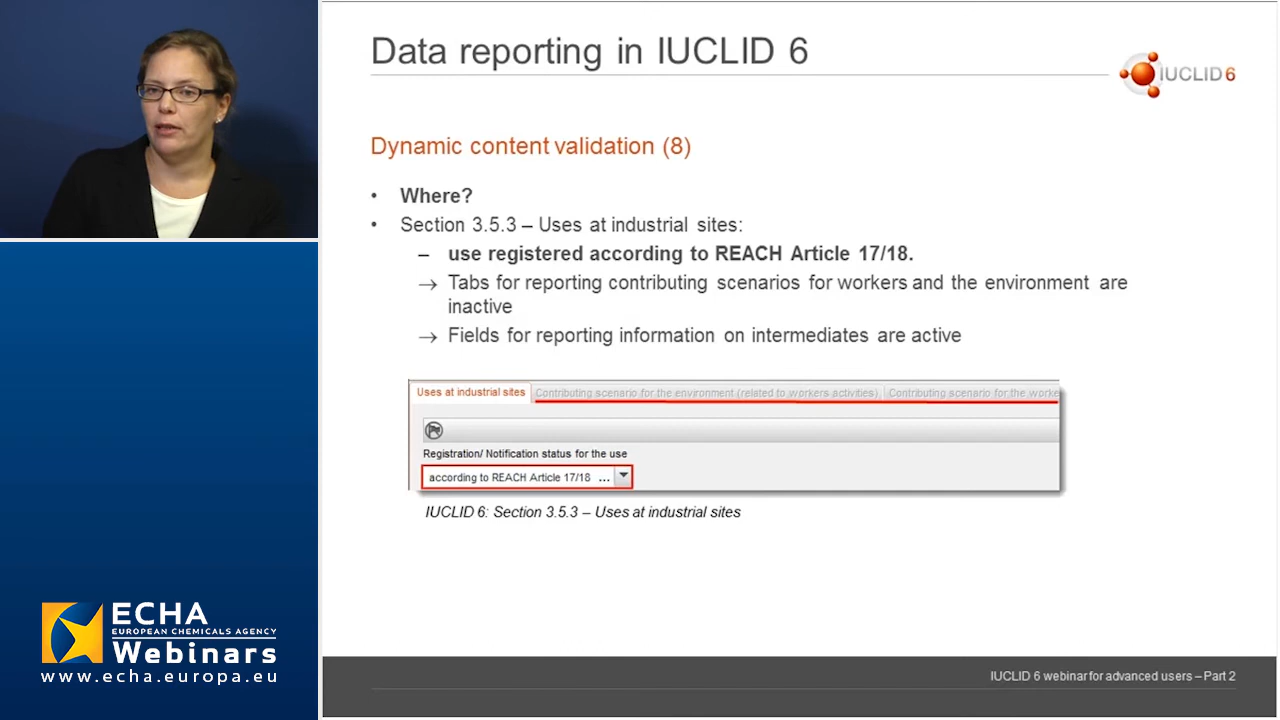 Data reporting in IUCLID 6
IUCLID 6
Dynamic content validation (8)
• Where?
• Section 3.5.3 – Uses at industrial sites:
– use registered according to REACH Article 17/18.
→ Tabs for reporting contributing scenarios for workers and the environment are
inactive
→ Fields for reporting information on intermediates are active
Uses at industrial sites
Contributing scenario for the environment (related to workers activities)
Contributing scenario for the worke
Registration/ Notification status for the use
according to REACH Article 17/18 ...
IUCLID 6: Section 3.5.3 – Uses at industrial sites
ECHA
EUROPEAN CHEMICALS AGENCY
Webinars
www.echa.europa.eu
IUCLID 6 webinar for advanced users – Part 2